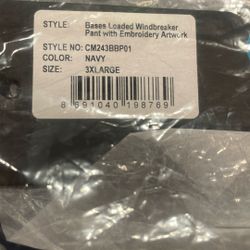 STYLE: Bases Loaded Windbreaker
Pant with Embroidery Artwork
STYLE NO: CM243BBP01
COLOR: NAVY
SIZE: 3XLARGE
8 691040 198769